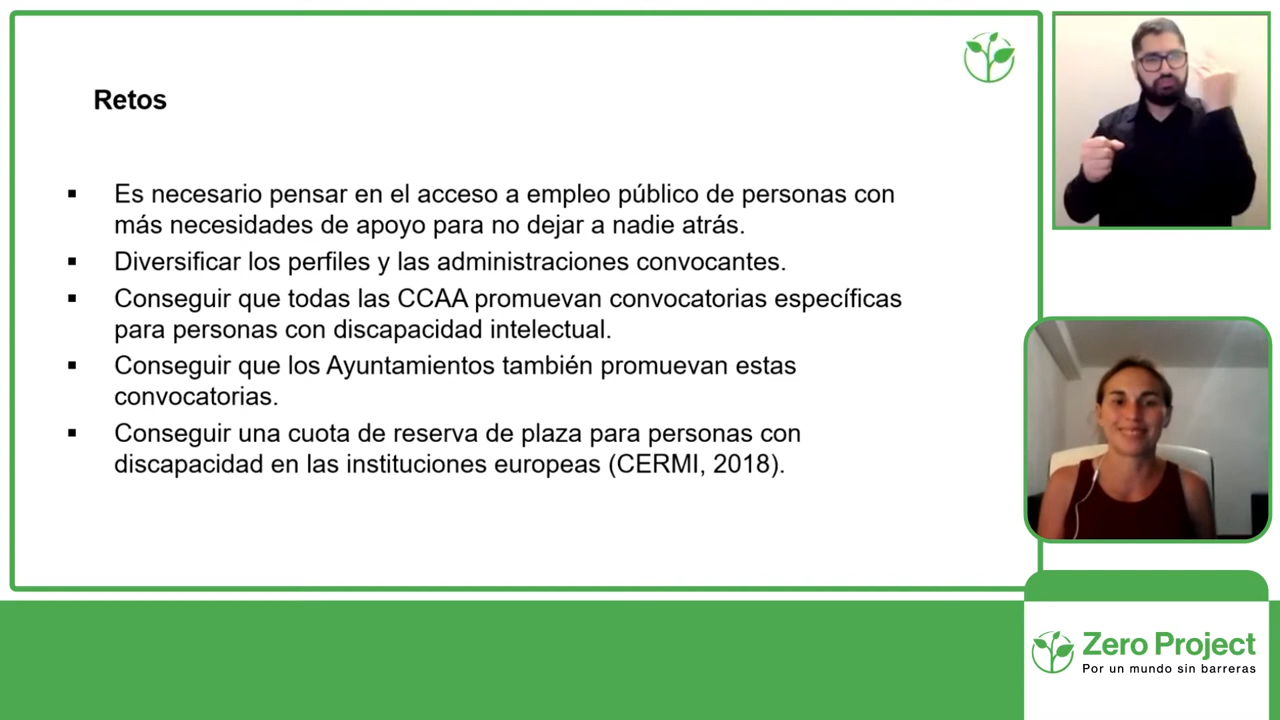 Retos
▪ Es necesario pensar en el acceso a empleo público de personas con
más necesidades de apoyo para no dejar a nadie atrás.
▪ Diversificar los perfiles y las administraciones convocantes.
▪ Conseguir que todas las CCAA promuevan convocatorias específicas
para personas con discapacidad intelectual.
▪ Conseguir que los Ayuntamientos también promuevan estas
convocatorias.
▪ Conseguir una cuota de reserva de plaza para personas con
discapacidad en las instituciones europeas (CERMI, 2018).
Zero Project
Por un mundo sin barreras